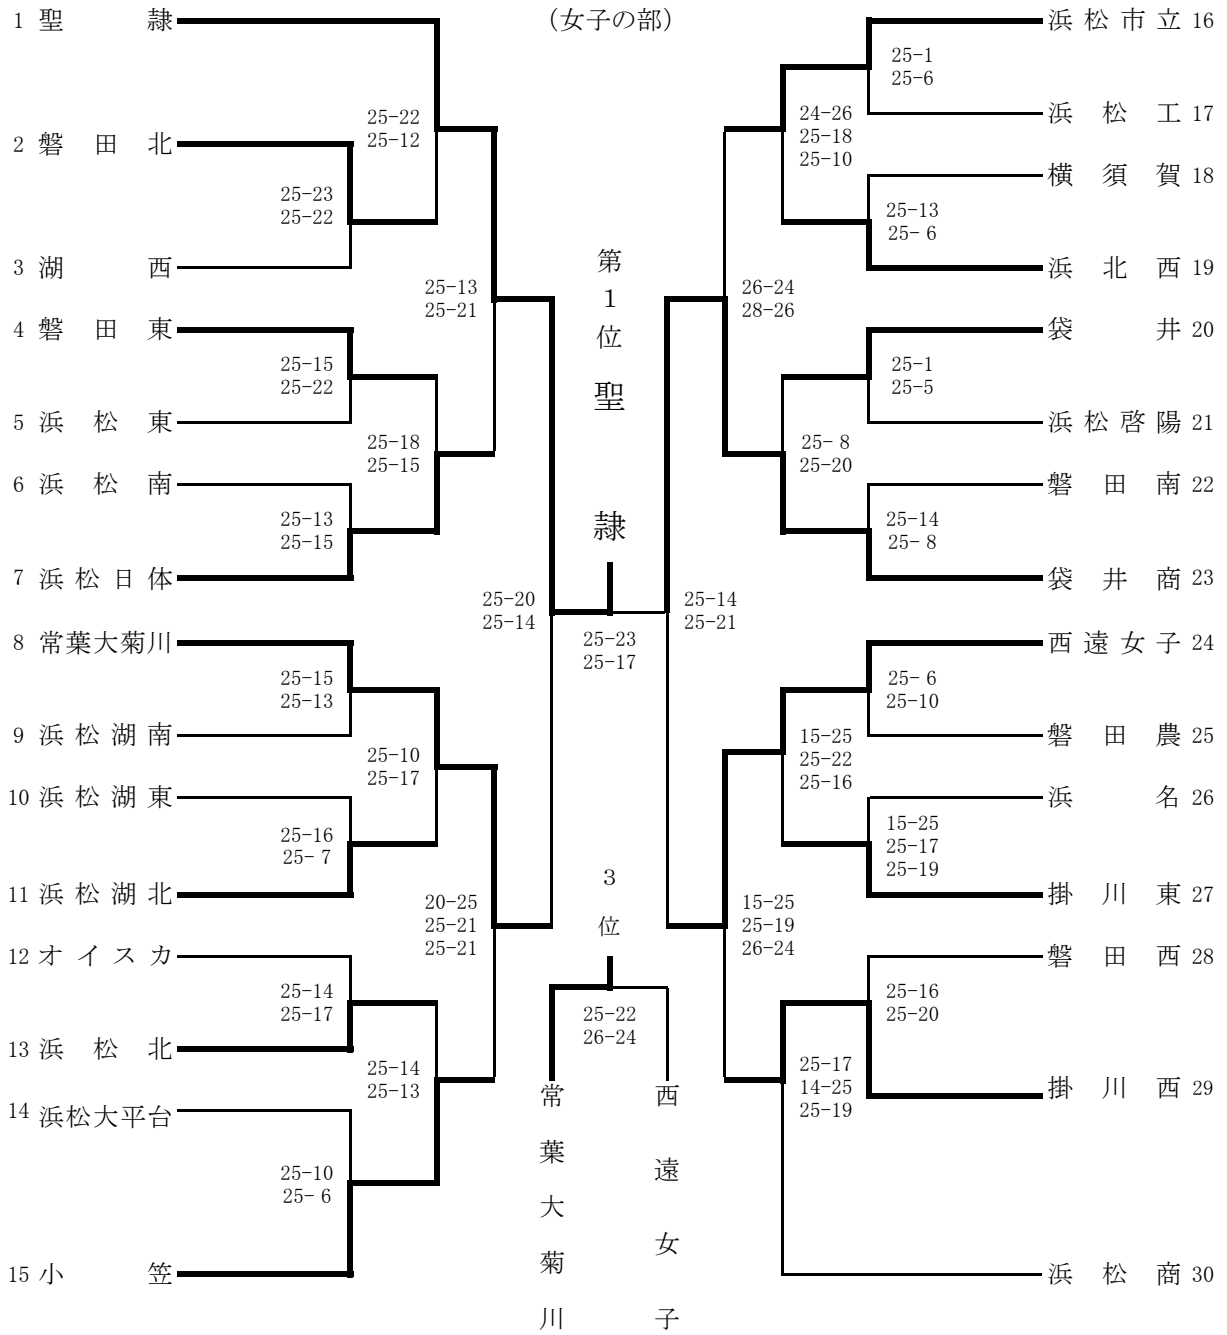 (女子の部)
1 聖隷
2 磐田北
3 湖西
4 磐田東
5 浜松東
6 浜松南
7 浜松日体
8 常葉大菊川
9 浜松湖南
10 浜松湖東
11 浜松湖北
12 オイスカ
13 浜松北
14 浜松大平台
15 小笠
25-22
25-12
25-23
25-22
25-13
25-21
25-15
25-22
25-18
25-15
25-13
25-15
25-20
25-14
25-15
25-13
25-10
25-17
25-16
25- 7
20-25
25-21
25-21
25-14
25-17
25-14
25-13
25-10
25- 6
第1位
聖隷
25-23
25-17
3位
25-22
26-24
常葉大菊川
西遠女子
25-1
25-6
24-26
25-18
25-10
25-13
25- 6
26-24
28-26
25-1
25-5
25- 8
25-20
25-14
25- 8
25-14
25-21
25- 6
25-10
15-25
25-22
25-16
15-25
25-17
25-19
15-25
25-19
26-24
25-16
25-20
25-17
14-25
25-19
浜松市立 16
浜松工 17
横須賀 18
浜北西 19
袋井 20
浜松啓陽 21
磐田南 22
袋井商 23
西遠女子 24
磐田農 25
浜名 26
掛川東 27
磐田西 28
掛川西 29
浜松商 30